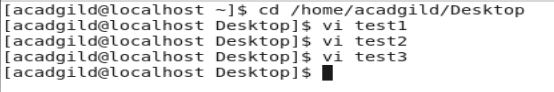 [acadgild@localhost ~]$ cd /home/acadgild/Desktop
[acadgild@localhost Desktop]$ vi test1
[acadgild@localhost Desktop]$ vi test2
[acadgild@localhost Desktop]$ vi test3
[acadgild@localhost Desktop]$